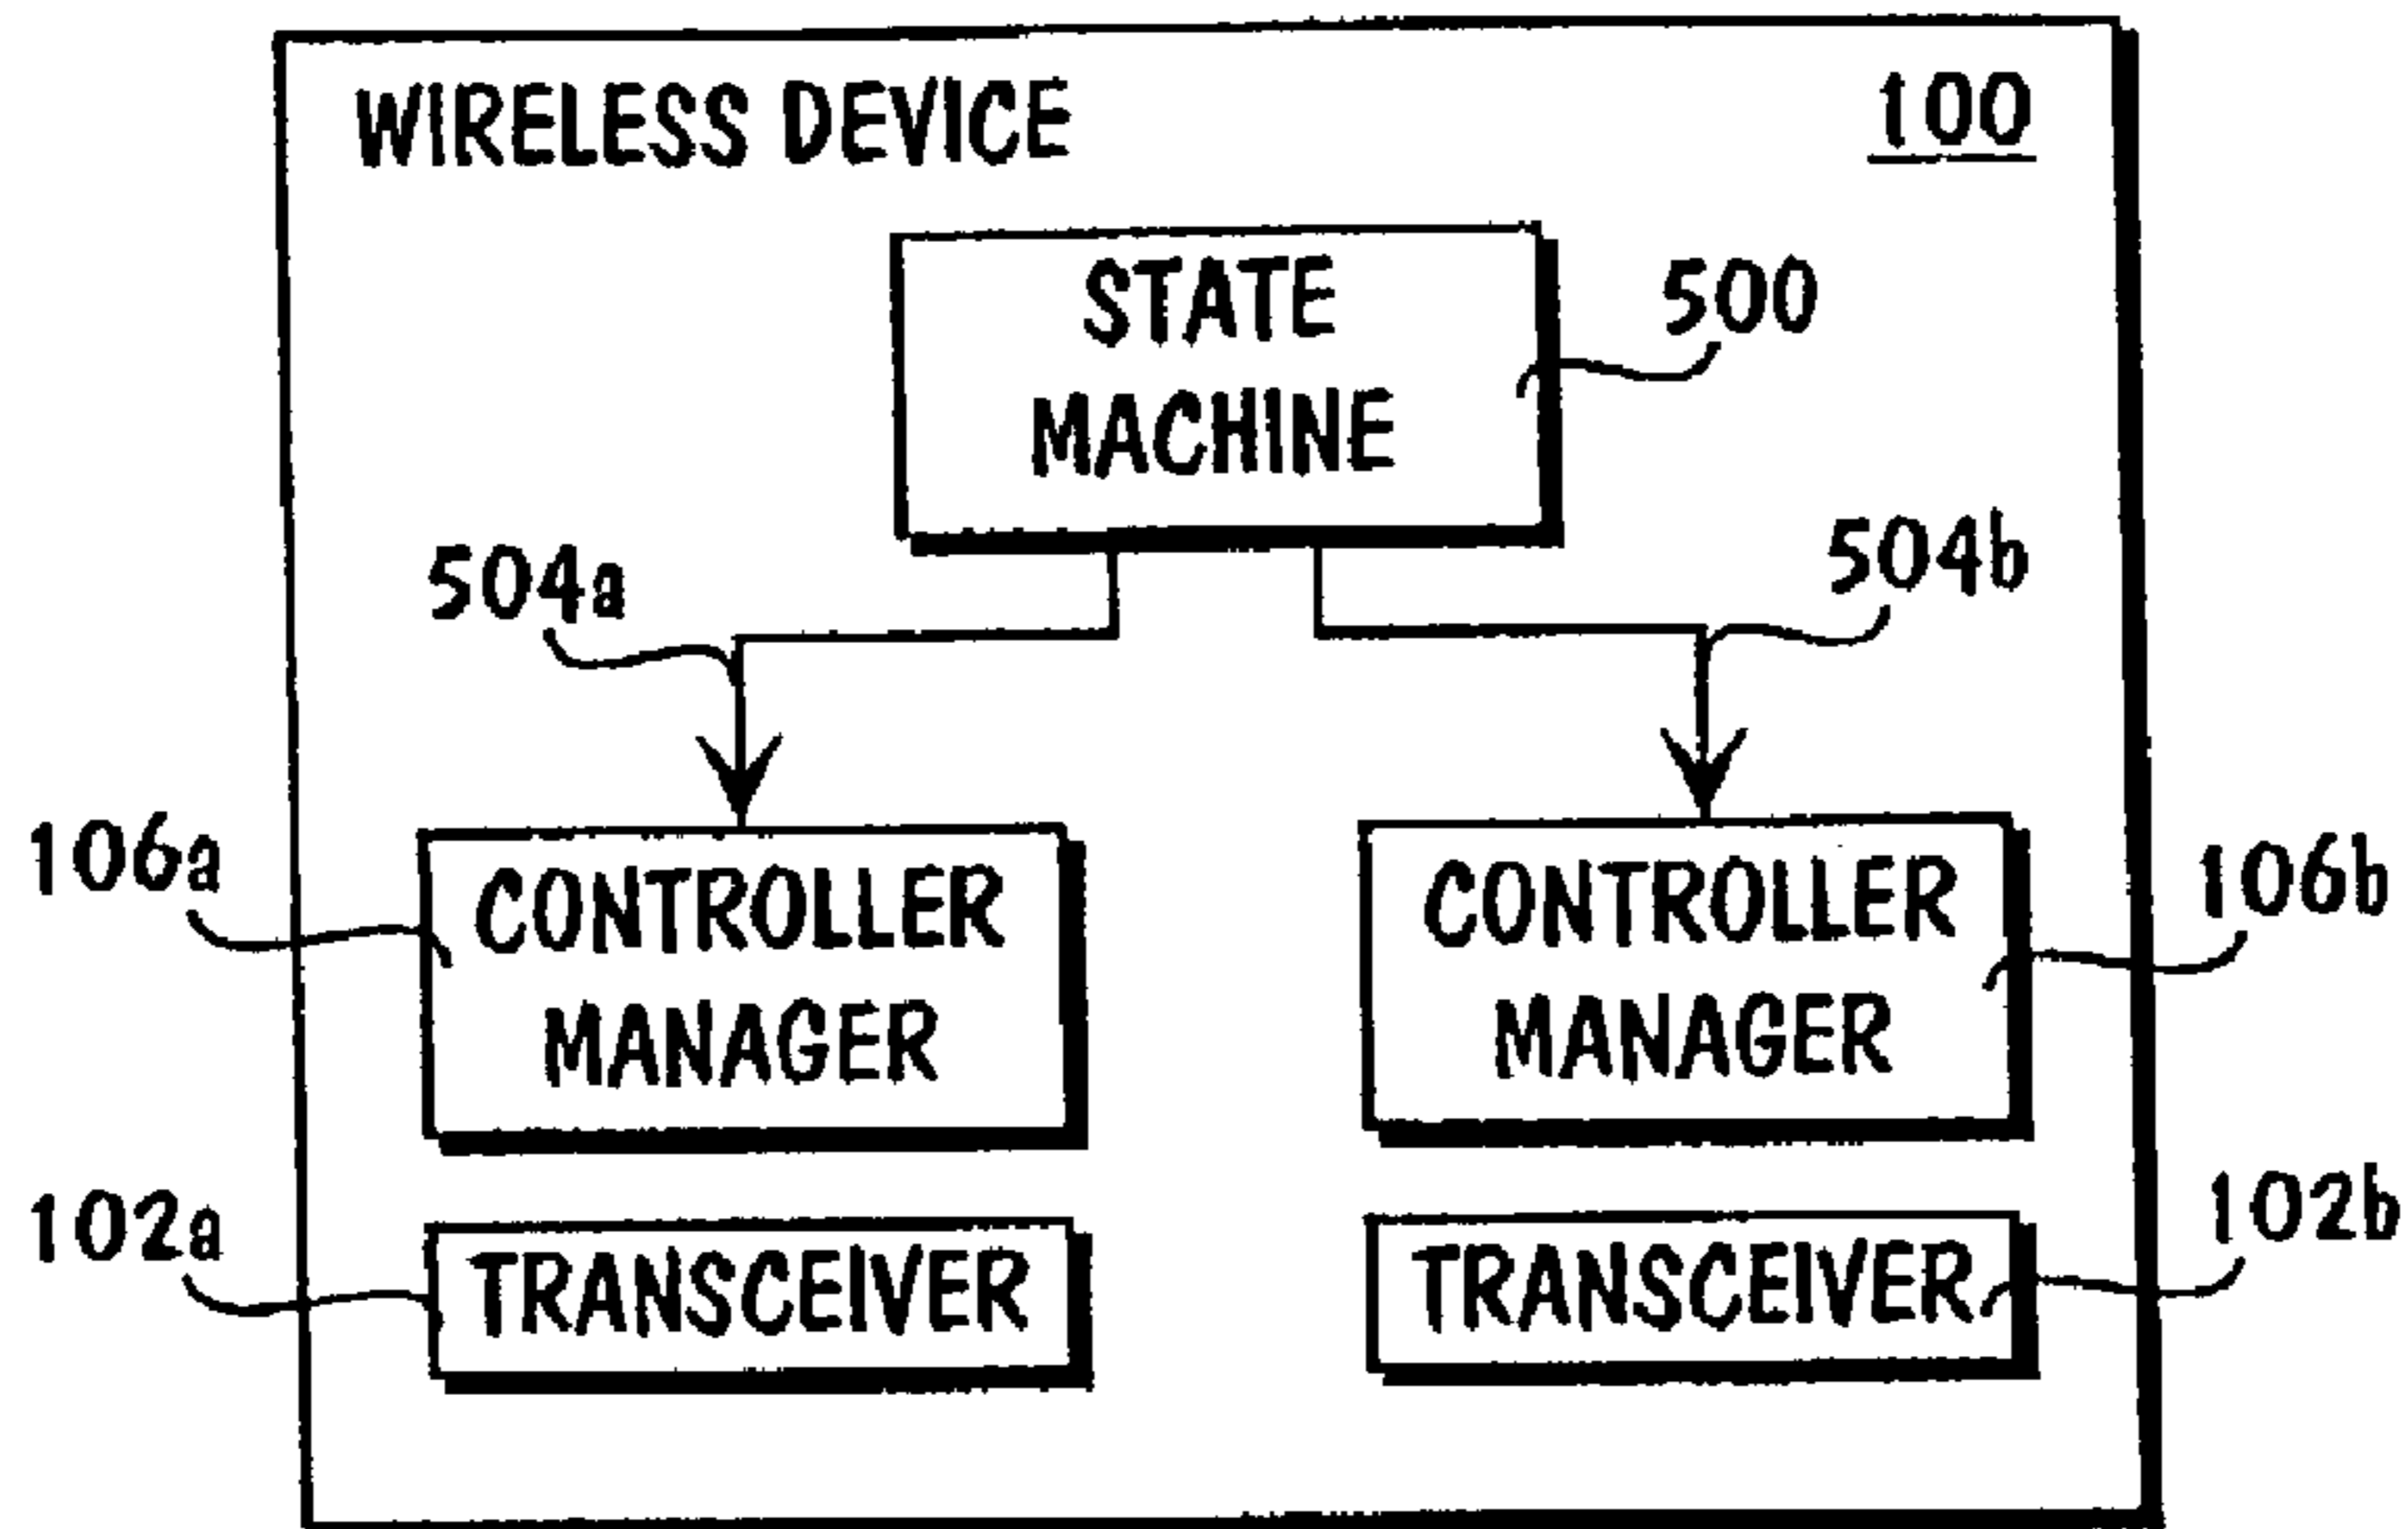 WIRELESS DEVICE
100
STATE
MACHINE
500
504a
504b
106a
CONTROLLER
MANAGER
CONTROLLER
MANAGER
106b
102a
TRANSCEIVER
TRANSCEIVER
102b